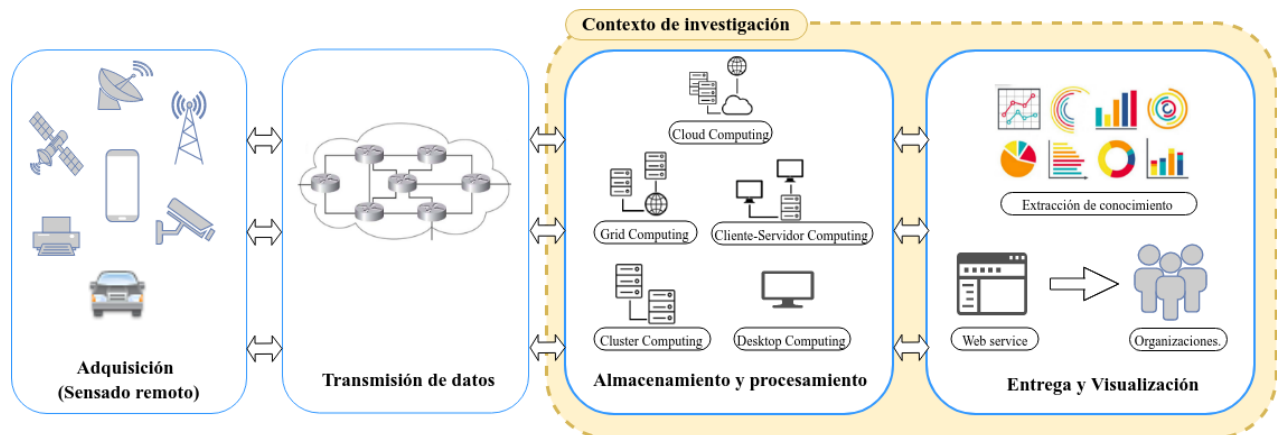 Contexto de investigación
Adquisición
(Sensado remoto)
Transmisión de datos
Cloud Computing
Grid Computing
Cliente-Servidor Computing
Cluster Computing
Desktop Computing
Almacenamiento y procesamiento
Extracción de conocimiento
Web service
Organizaciones.
Entrega y Visualización